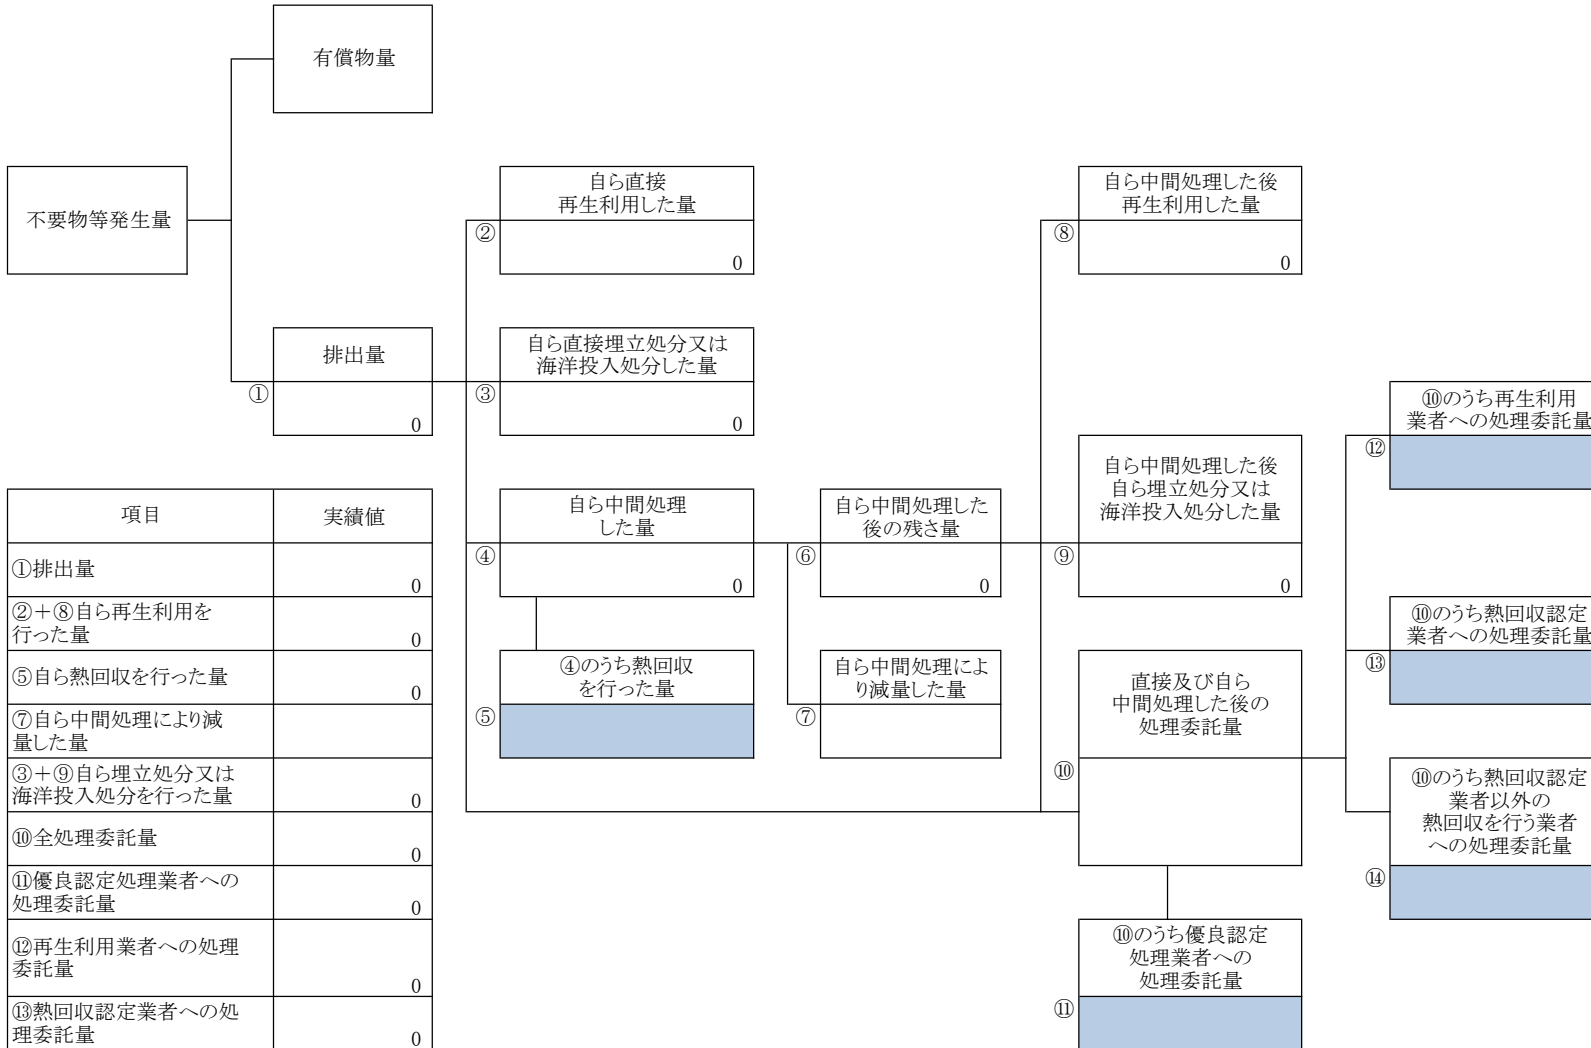 有償物量
不要物等発生量
自ら直接
再生利用した量
②
0
自ら中間処理した後
再生利用した量
⑧
0
排出量
①
0
自ら直接埋立処分又は
海洋投入処分した量
③
0
⑩のうち再生利用
業者への処理委託量
⑫
自ら中間処理
した量
④
0
自ら中間処理した
後の残さ量
⑥
0
自ら中間処理した後
自ら埋立処分又は
海洋投入処分した量
⑨
0
⑩のうち熱回収認定
業者への処理委託量
⑬
④のうち熱回収
を行った量
⑤
自ら中間処理によ
り減量した量
⑦
直接及び自ら
中間処理した後の
処理委託量
⑩
⑩のうち熱回収認定
業者以外の
熱回収を行う業者
への処理委託量
⑭
⑩のうち優良認定
処理業者への
処理委託量
⑪
項目
実績値
①排出量
0
②＋⑧自ら再生利用を
行った量
0
⑤自ら熱回収を行った量
0
⑦自ら中間処理により減
量した量
③＋⑨自ら埋立処分又は
海洋投入処分を行った量
0
⑩全処理委託量
0
⑪優良認定処理業者への
処理委託量
0
⑫再生利用業者への処理
委託量
0
⑬熱回収認定業者への処
理委託量
0